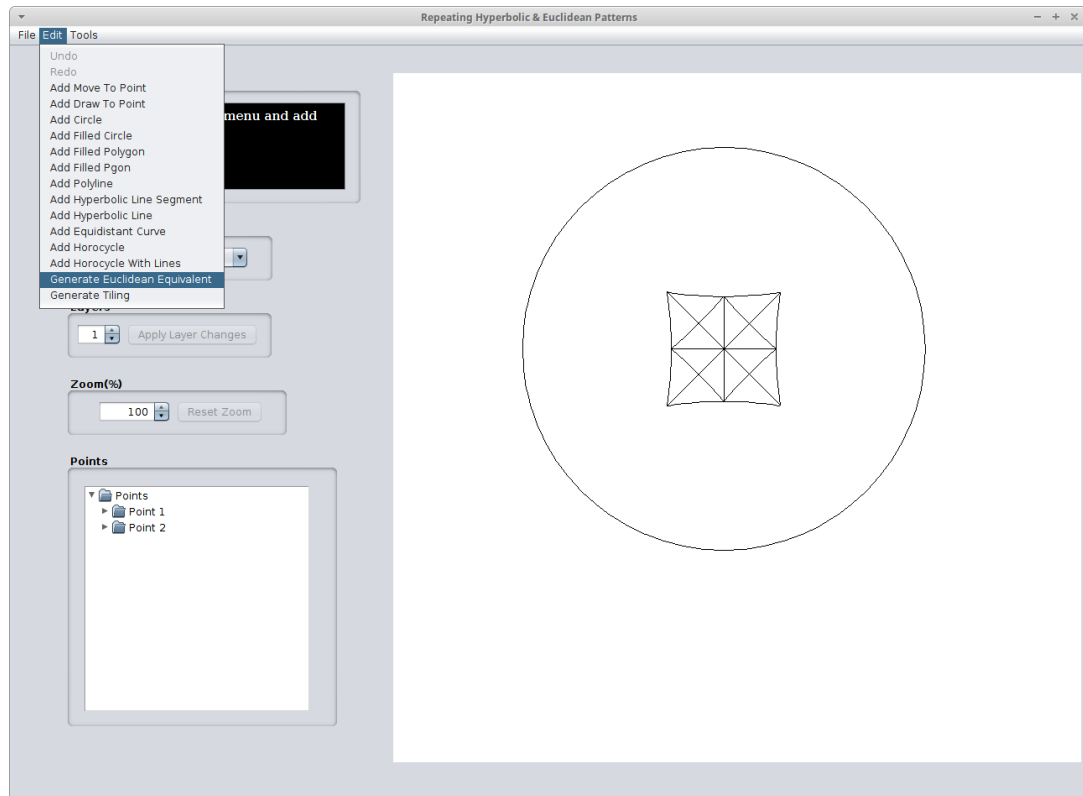 Repeating Hyperbolic & Euclidean Patterns
File Edit Tools
Undo
Redo
Add Move To Point
Add Draw To Point
Add Circle
Add Filled Circle
Add Filled Polygon
Add Filled Pgon
Add Polyline
Add Hyperbolic Line Segment
Add Hyperbolic Line
Add Equidistant Curve
Add Horocycle
Add Horocycle With Lines
Generate Euclidean Equivalent
Generate Tiling
menu and add
Layers
1 Apply Layer Changes
Zoom(%)
100 Reset Zoom
Points
Points
Point 1
Point 2